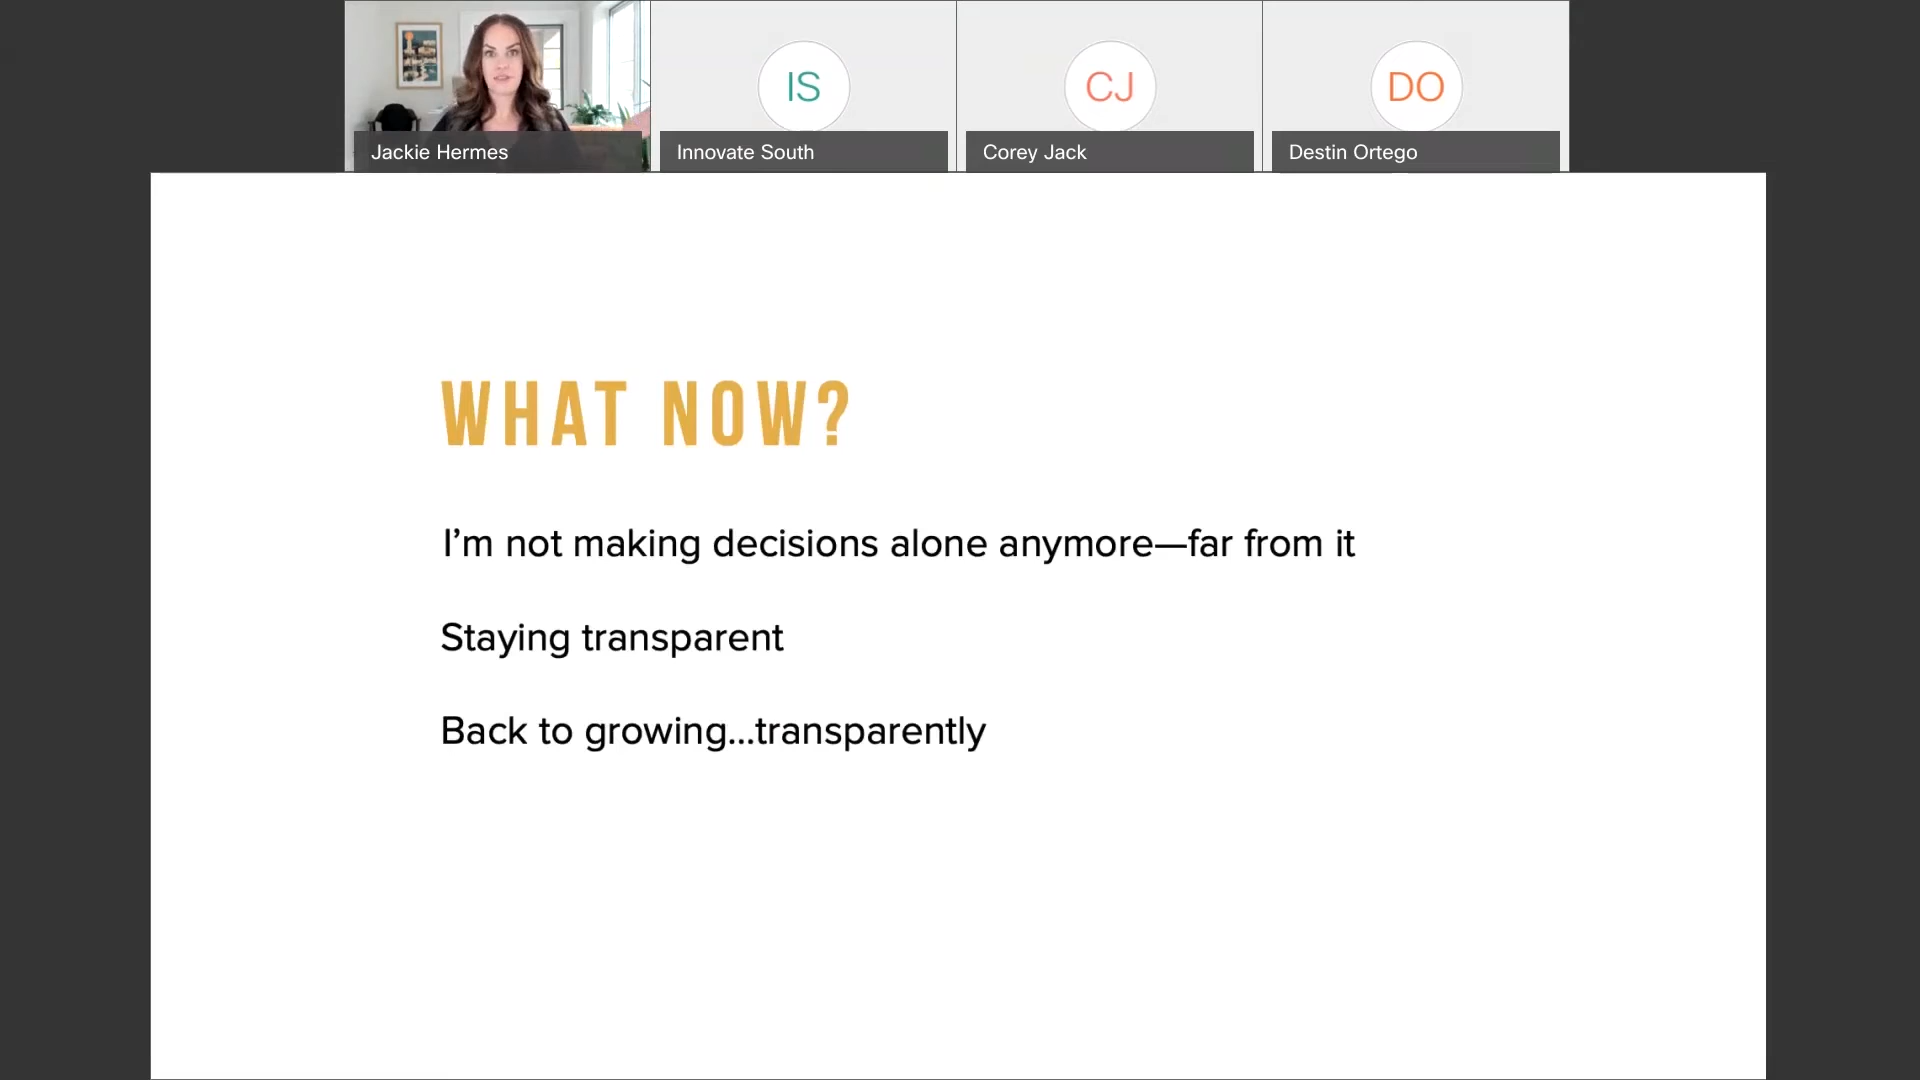 IS
CJ
DO
Jackie Hermes
Innovate South
Corey Jack
Destin Ortego
WHAT NOW?
I’m not making decisions alone anymore—far from it
Staying transparent
Back to growing...transparently